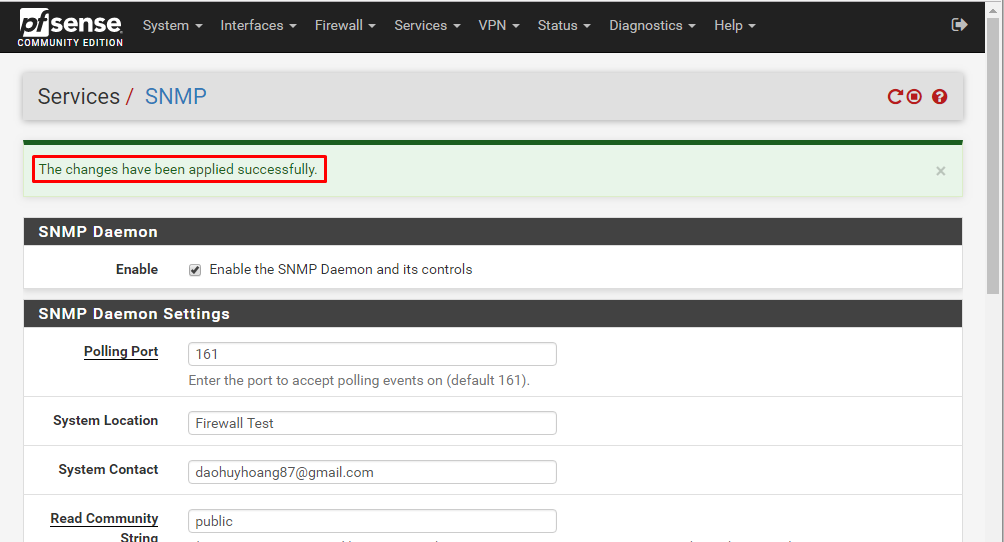 pfsense
COMMUNITY EDITION
System Interfaces Firewall Services VPN Status Diagnostics Help
Services / SNMP
The changes have been applied successfully. ×
SNMP Daemon
Enable Enable the SNMP Daemon and its controls
SNMP Daemon Settings
Polling Port 161
Enter the port to accept polling events on (default 161).
System Location Firewall Test
System Contact daohuyhoang87@gmail.com
Read Community public
String